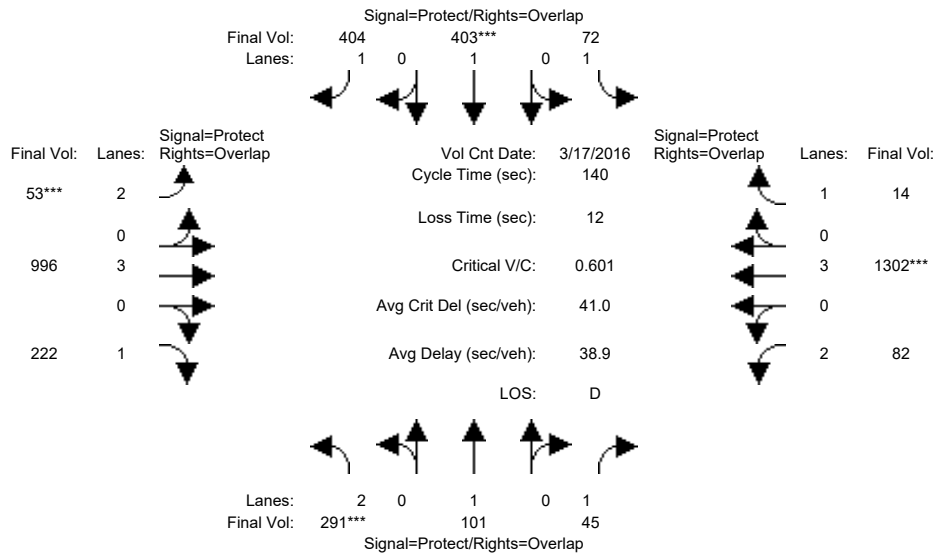 Signal=Protect/Rights=Overlap
Final Vol: 404 403*** 72
Lanes: 1 0 1 0 1
Signal=Protect
Final Vol: Lanes: Rights=Overlap
Vol Cnt Date: 3/17/2016
Signal=Protect
Rights=Overlap Lanes: Final Vol:
Cycle Time (sec): 140
53*** 2
1 14
Loss Time (sec): 12
0
0
996 3
Critical V/C: 0.601
3 1302***
0
Avg Crit Del (sec/veh): 41.0
0
222 1
Avg Delay (sec/veh): 38.9
2 82
LOS: D
Lanes: 2 0 1 0 1
Final Vol: 291*** 101 45
Signal=Protect/Rights=Overlap